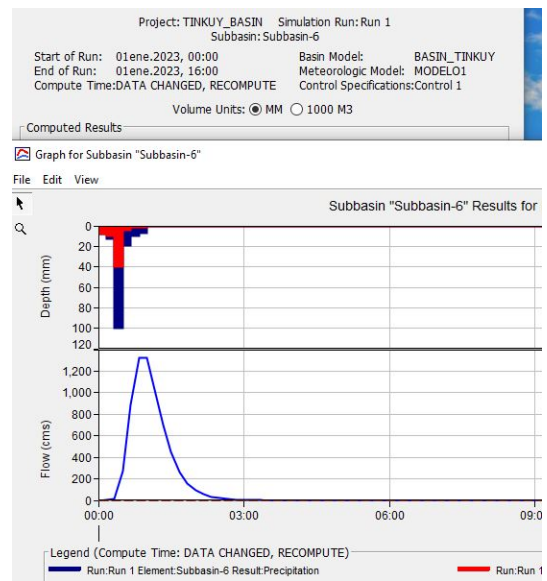 Project: TINKUY_BASIN Simulation Run: Run 1
Subbasin: Subbasin-6
Start of Run: 01ene.2023, 00:00 Basin Model: BASIN_TINKUY
End of Run: 01ene.2023, 16:00 Meteorologic Model: MODELO1
Compute Time:DATA CHANGED, RECOMPUTE Control Specifications:Control 1
Volume Units: MM 1000 M3
Computed Results
Graph for Subbasin "Subbasin-6"
File Edit View
Subbasin "Subbasin-6" Results for
Depth (mm)
0
20
40
60
80
100
120
Flow (cms)
1,200
1,000
800
600
400
200
0
00:00 03:00 06:00 09:0
Legend (Compute Time: DATA CHANGED, RECOMPUTE)
Run:Run 1 Element:Subbasin-6 Result:Precipitation Run:Run 1